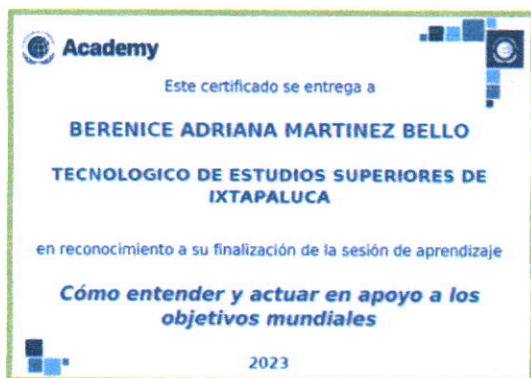 Academy
Este certificado se entrega a
BERENICE ADRIANA MARTINEZ BELLO
TECNOLOGICO DE ESTUDIOS SUPERIORES DE
IXTAPALUCA
en reconocimiento a su finalización de la sesión de aprendizaje
Cómo entender y actuar en apoyo a los
objetivos mundiales
2023